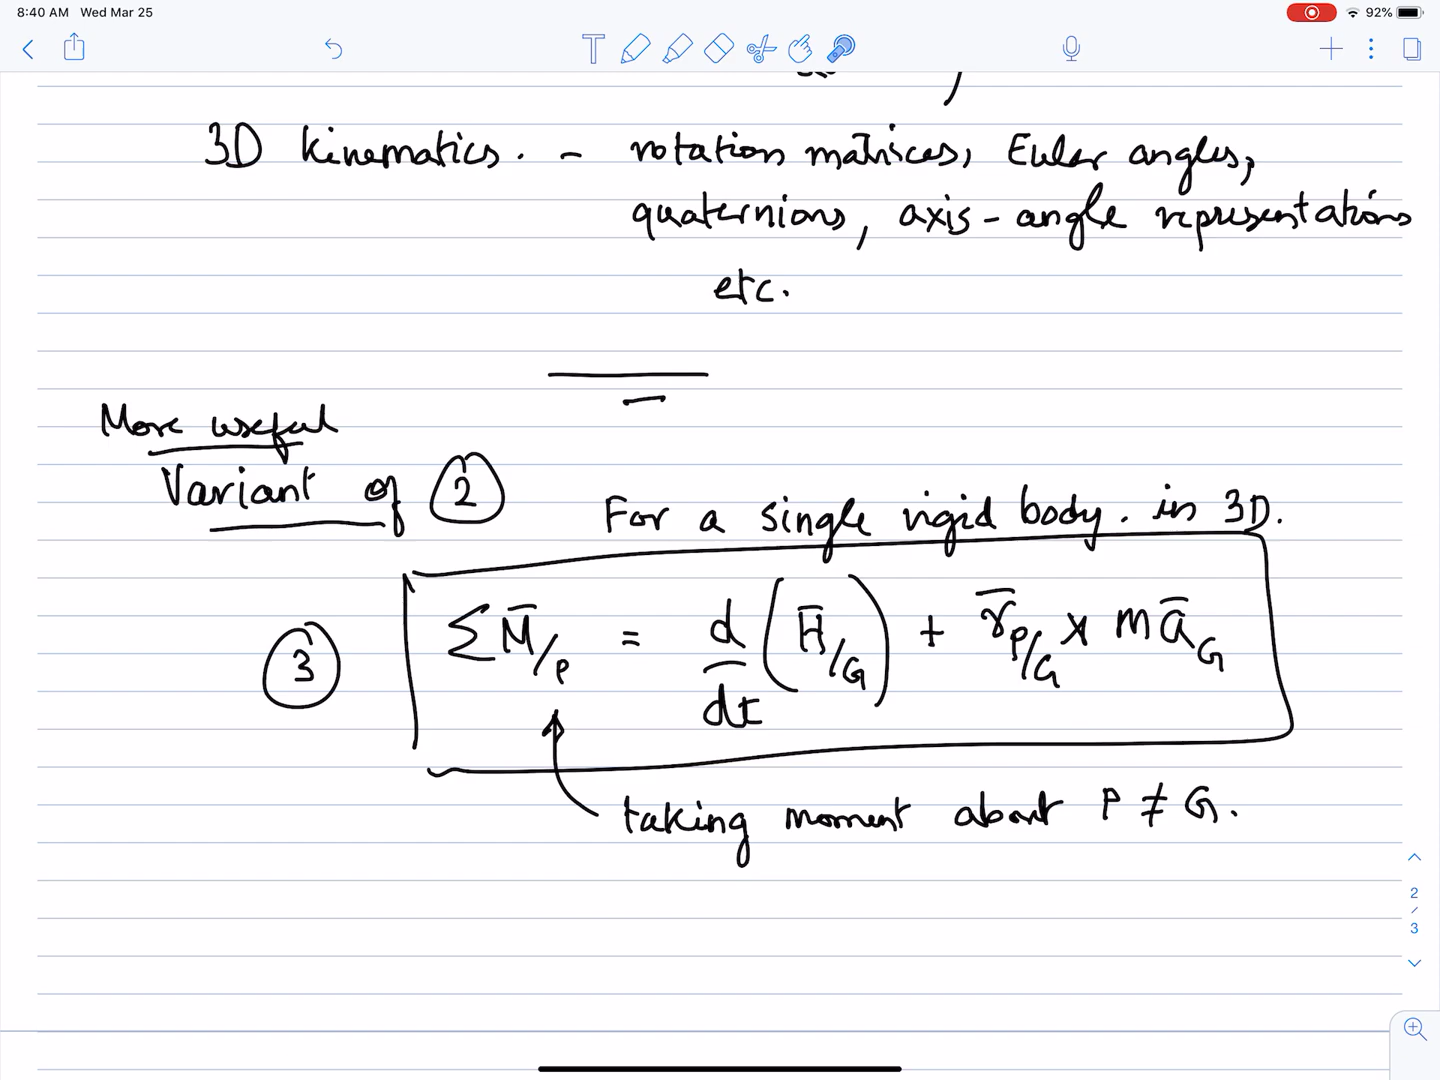 8:40 AM Wed Mar 25
92%
T
3D kinematics. - rotation matrices, Euler angles,
quaternions, axis-angle representations
etc.
More useful
Variant of ②
For a single rigid body. in 3D.
③ ΣM̄/P = d/dt (H̄/G) + r̄P/G × māG
taking moment about P ≠ G.
2
/
3